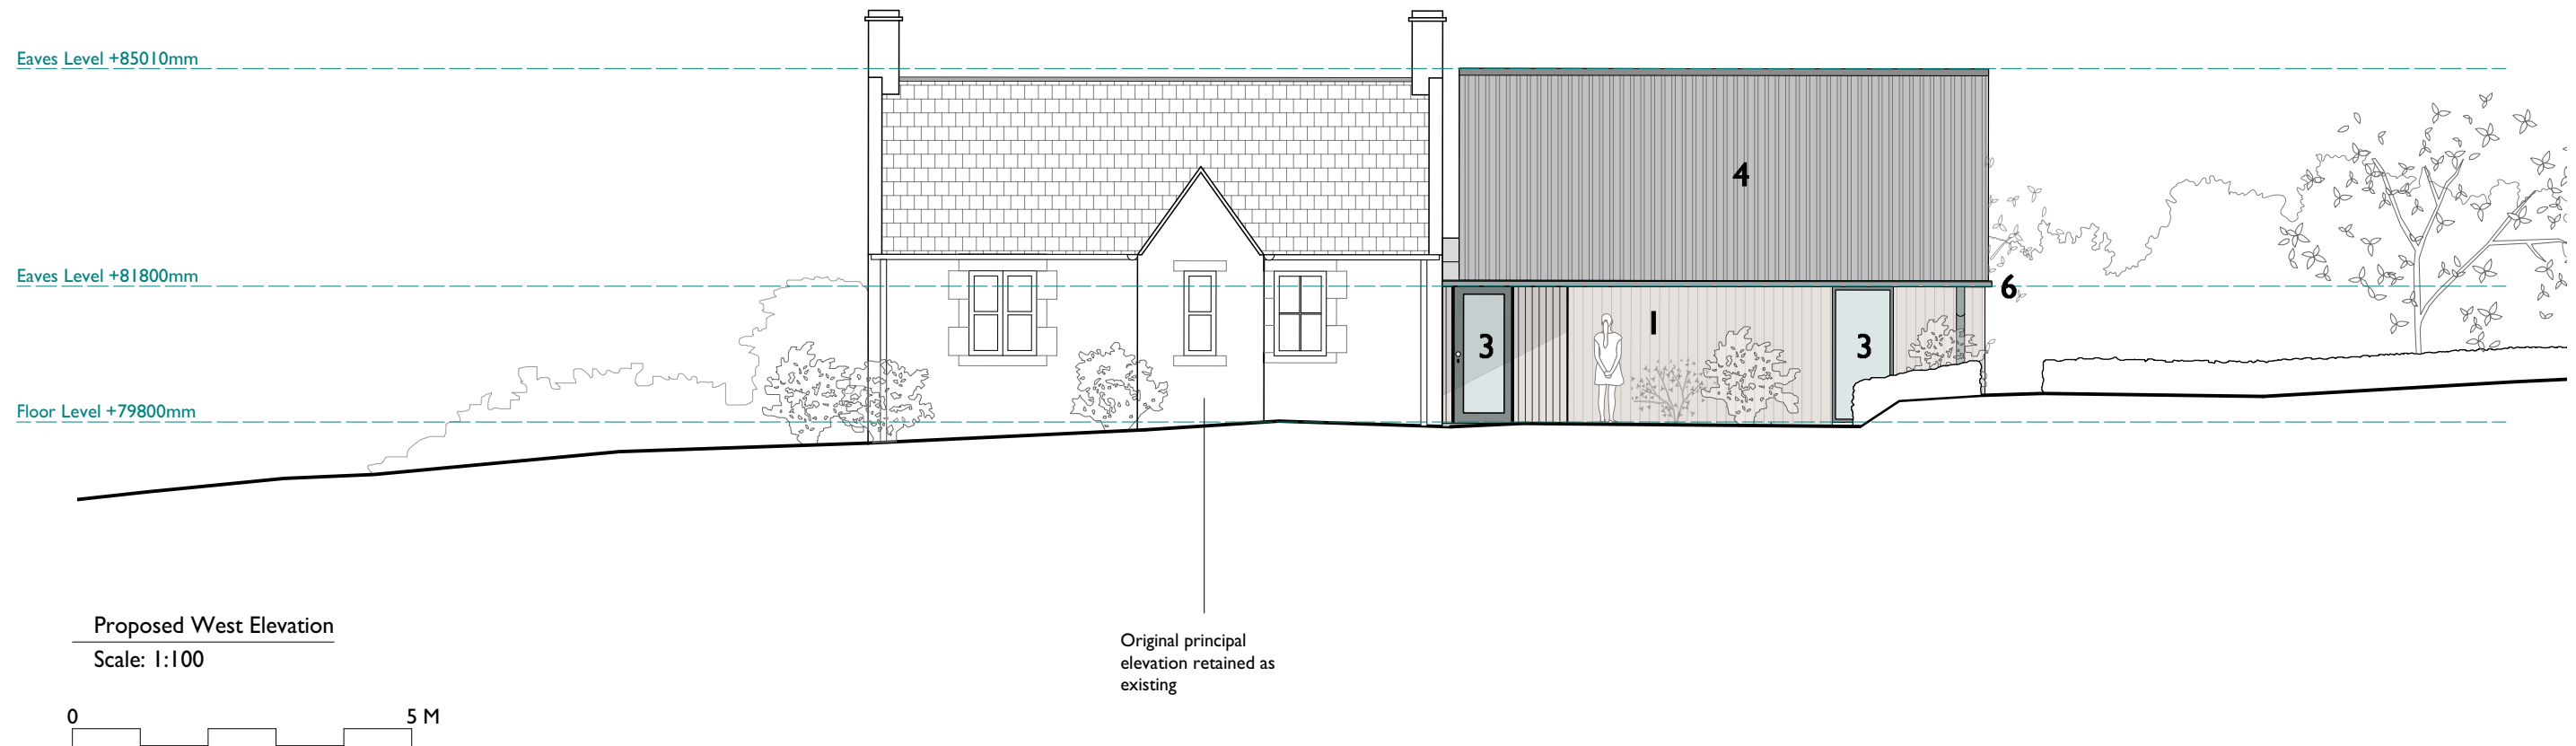 Eaves Level +85010mm
4
Eaves Level +81800mm
6
1
3
3
Floor Level +79800mm
Proposed West Elevation
Scale: 1:100
Original principal
elevation retained as
existing
0
5 M